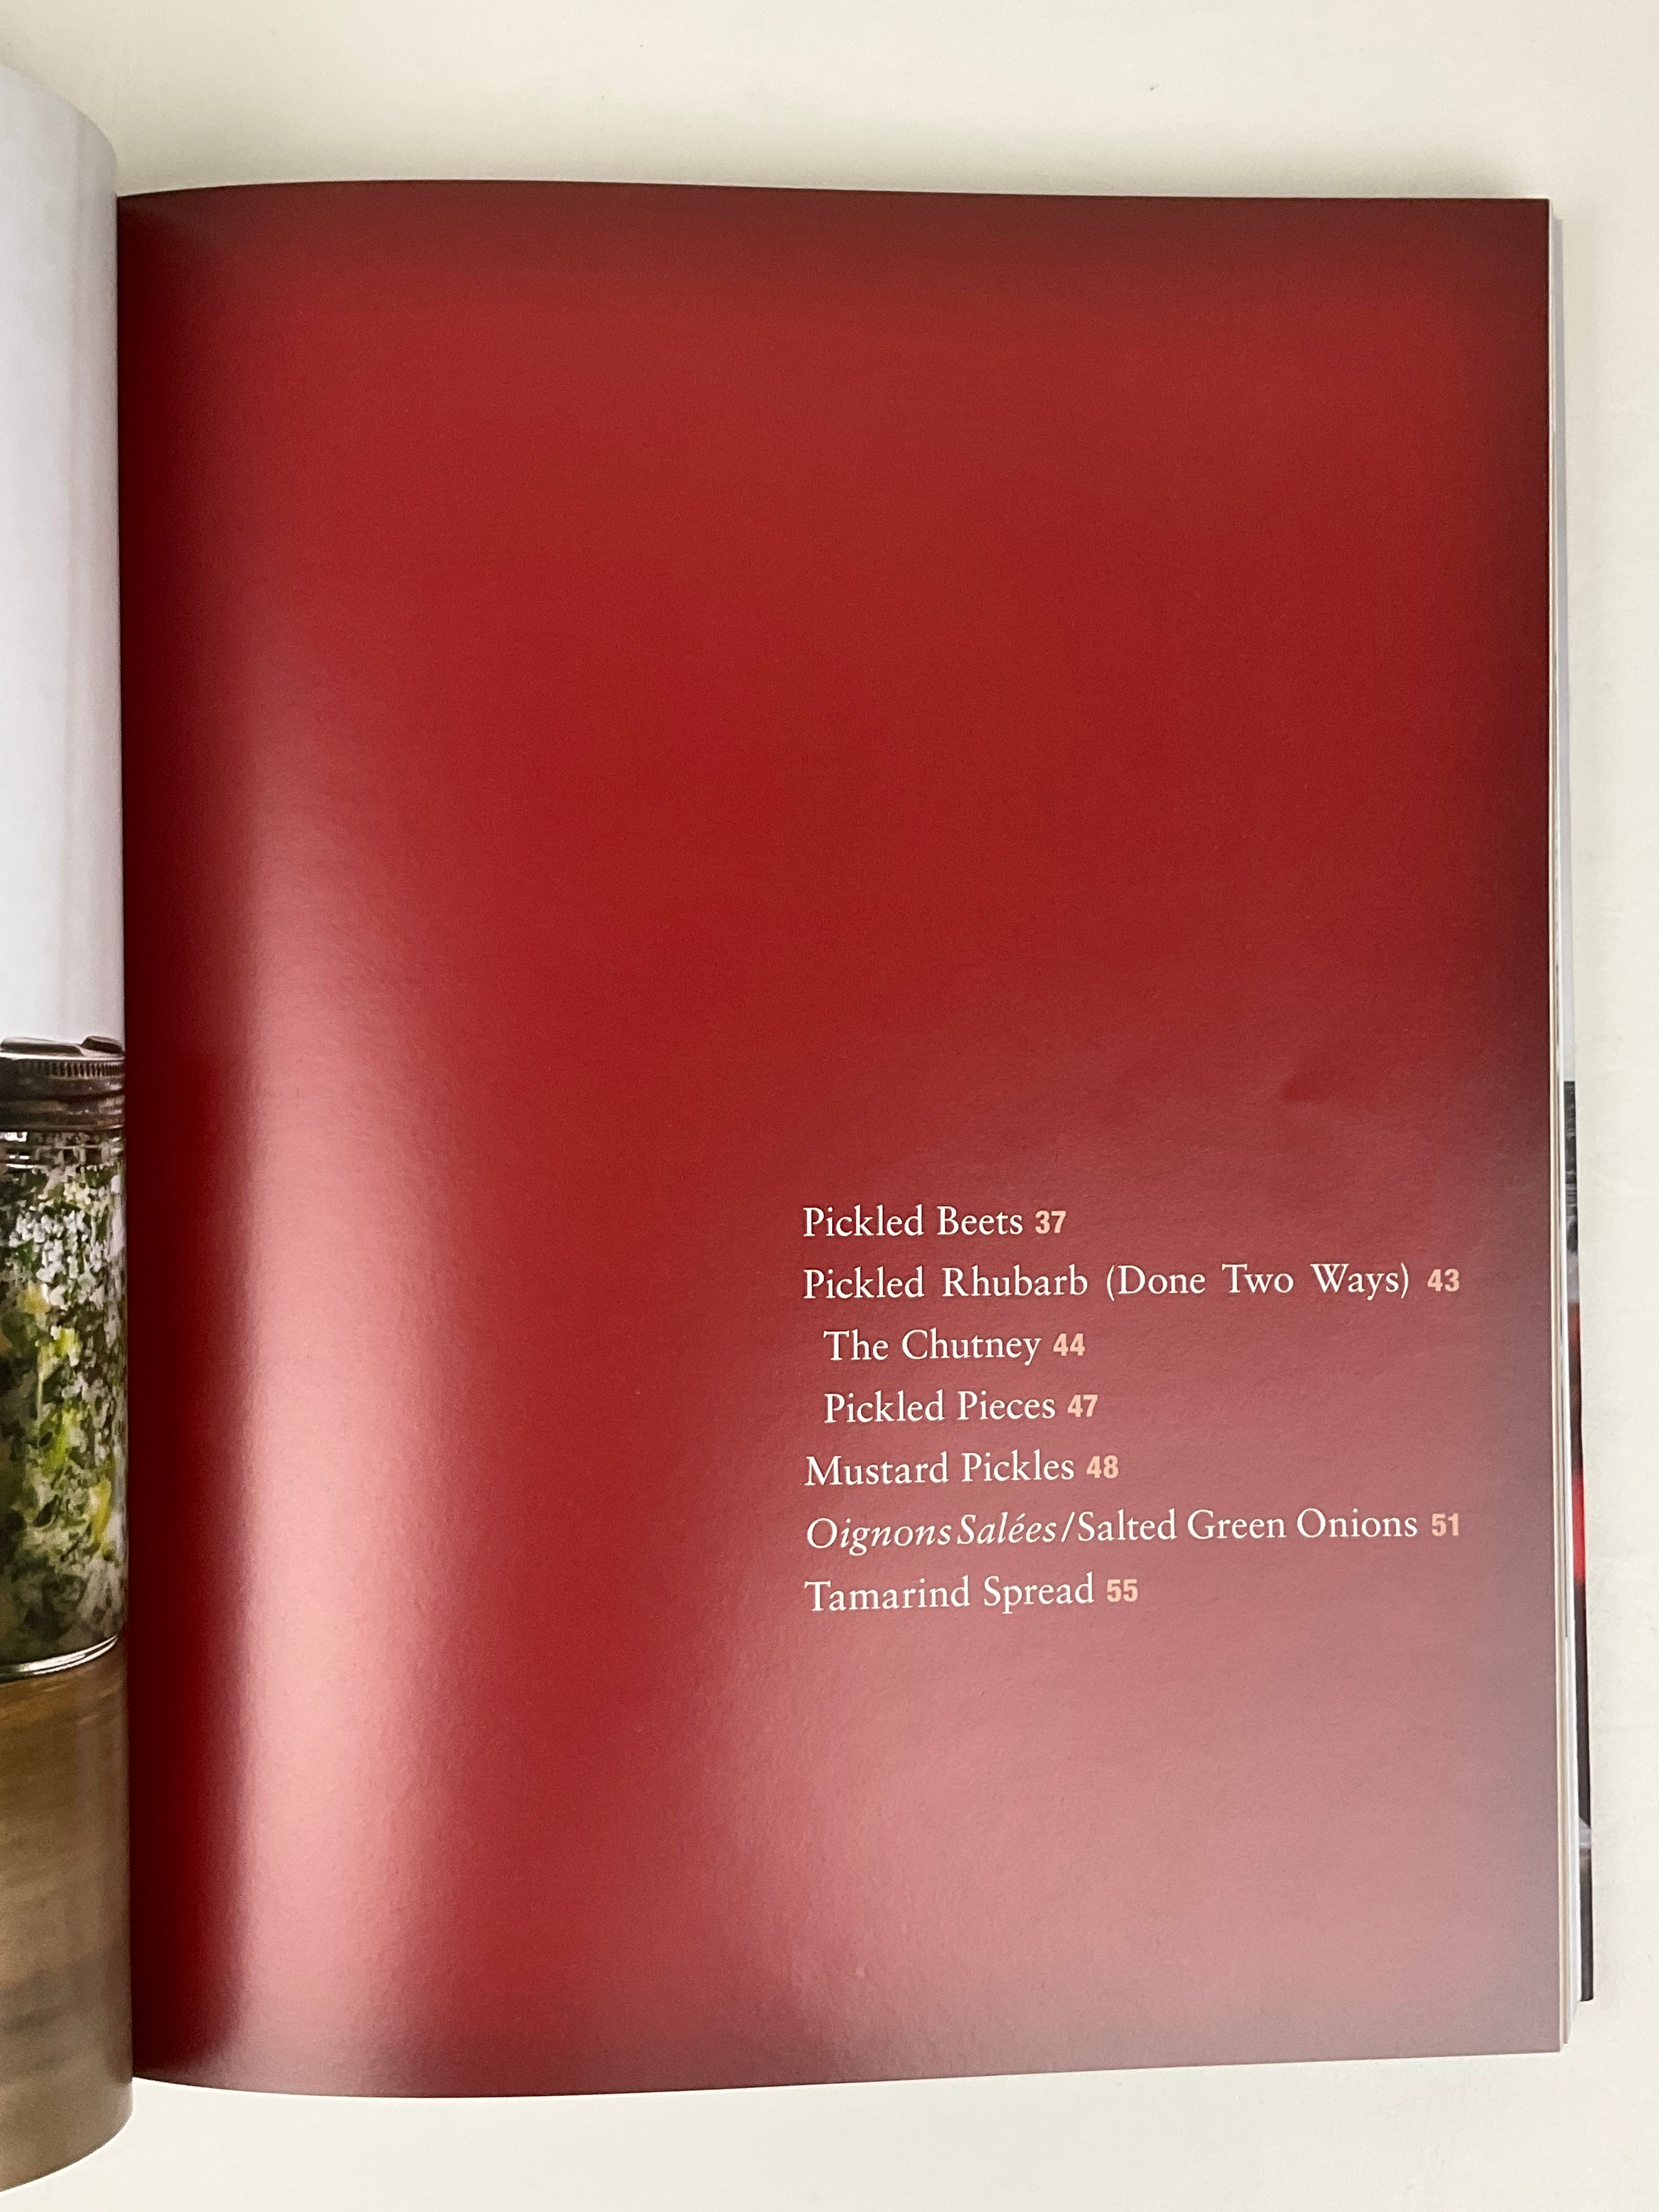 Pickled Beets 37
Pickled Rhubarb (Done Two Ways) 43
The Chutney 44
Pickled Pieces 47
Mustard Pickles 48
Oignons Salées/Salted Green Onions 51
Tamarind Spread 55